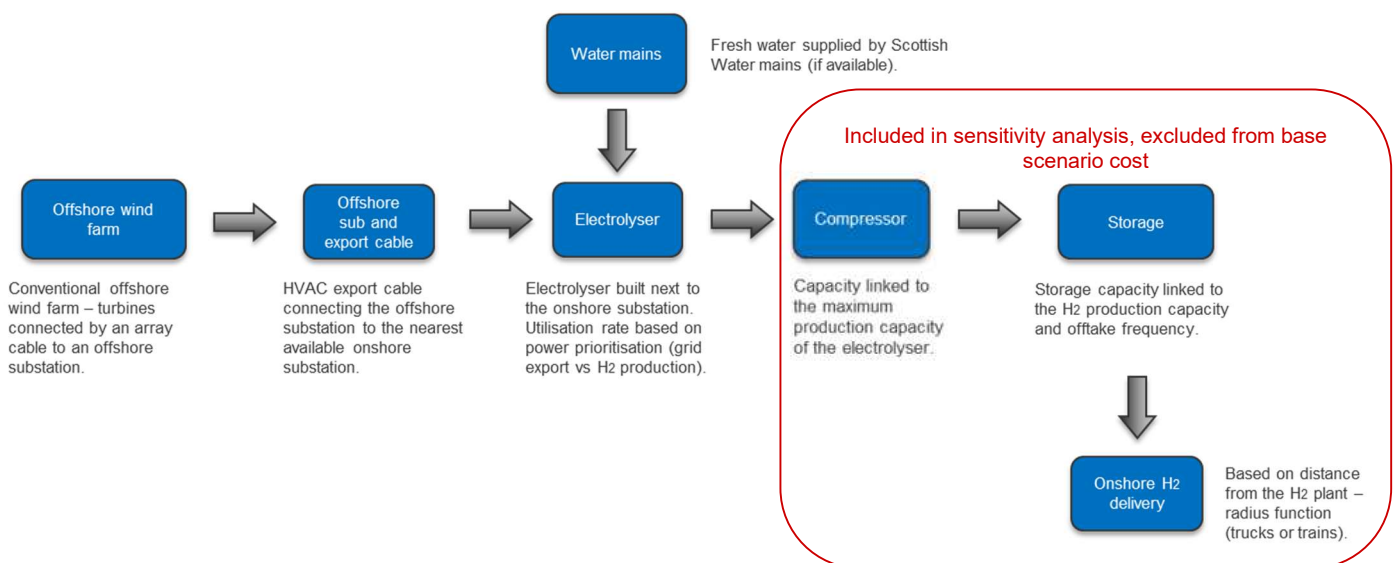 Water mains
Fresh water supplied by Scottish
Water mains (if available).
Included in sensitivity analysis, excluded from base
scenario cost
Offshore wind
farm
Offshore
sub and
export cable
Electrolyser
Compressor
Storage
Conventional offshore
wind farm – turbines
connected by an array
cable to an offshore
substation.
HVAC export cable
connecting the offshore
substation to the nearest
available onshore
substation.
Electrolyser built next to
the onshore substation.
Utilisation rate based on
power prioritisation (grid
export vs H2 production).
Capacity linked to
the maximum
production capacity
of the electrolyser.
Storage capacity linked to
the H2 production capacity
and offtake frequency.
Onshore H2
delivery
Based on distance
from the H2 plant –
radius function
(trucks or trains).